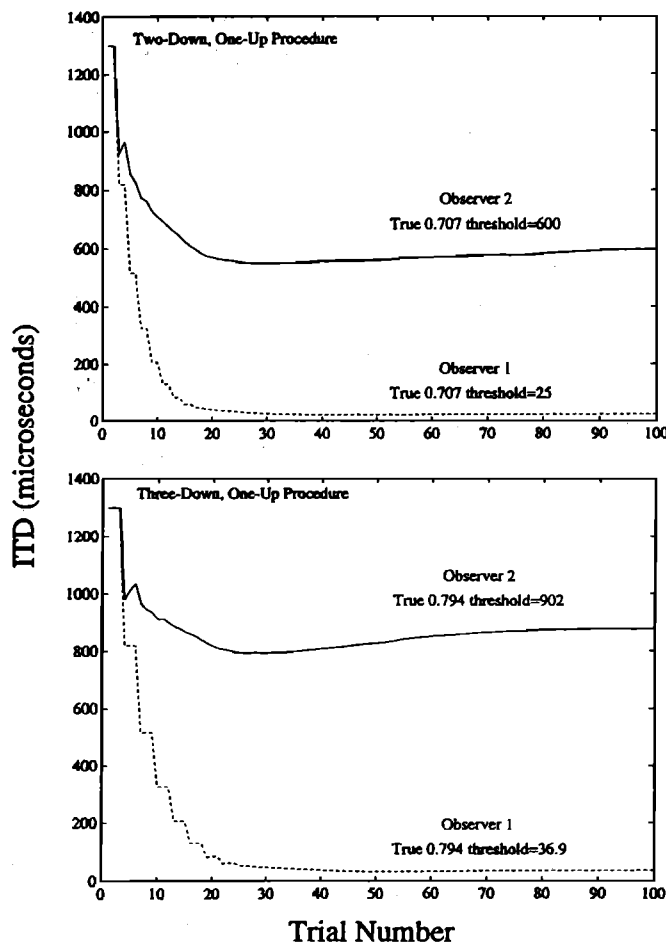 1400
1200
1000
800
600
400
200
0
Two-Down, One-Up Procedure
Observer 2
True 0.707 threshold=600
Observer 1
True 0.707 threshold=25
0 10 20 30 40 50 60 70 80 90 100
ITD (microseconds)
1400
1200
1000
800
600
400
200
0
Three-Down, One-Up Procedure
Observer 2
True 0.794 threshold=902
Observer 1
True 0.794 threshold=36.9
0 10 20 30 40 50 60 70 80 90 100
Trial Number